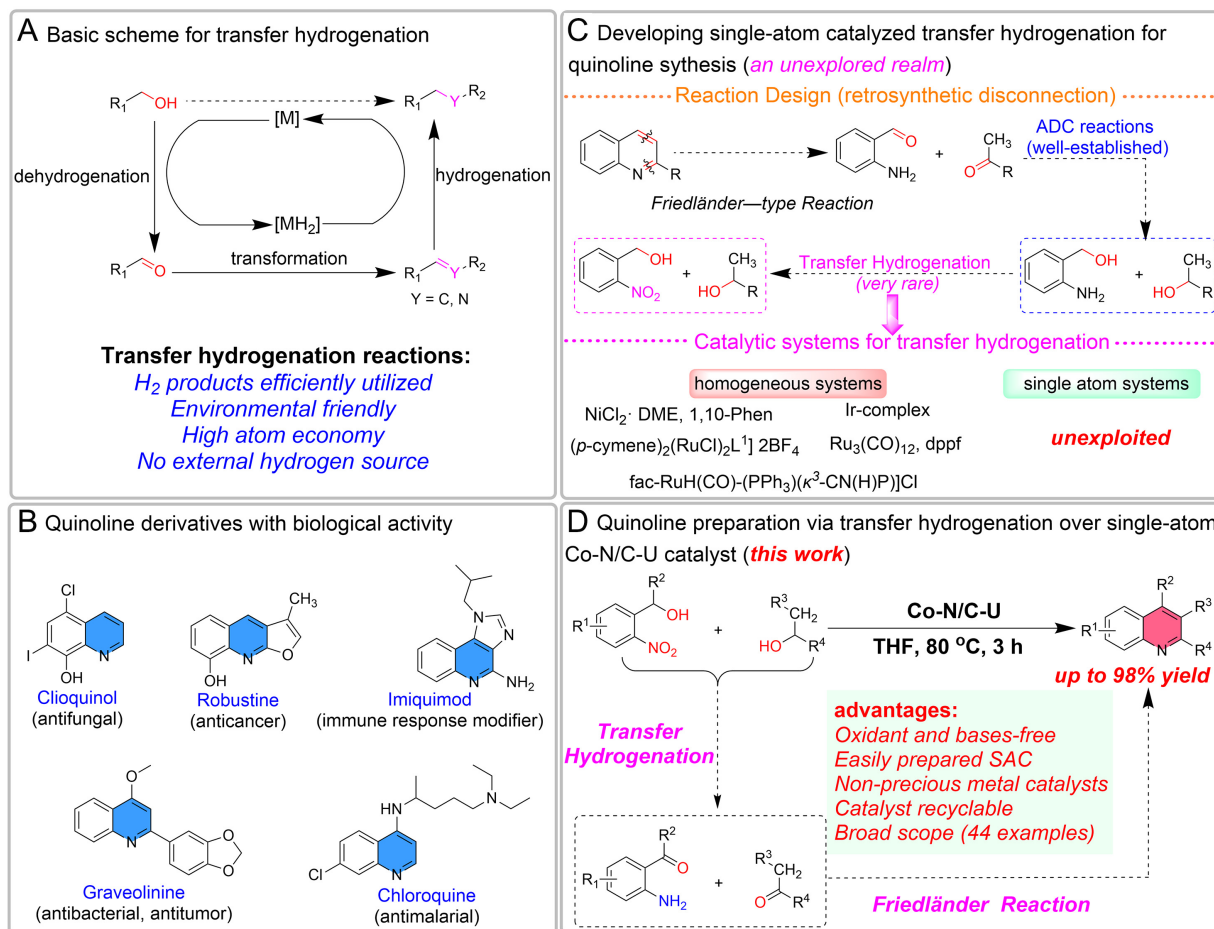 A Basic scheme for transfer hydrogenation
R1 OH
R1 Y R2
[M]
dehydrogenation
hydrogenation
[MH2]
R1 O
transformation
R1 Y R2
Y = C, N
Transfer hydrogenation reactions:
H2 products efficiently utilized
Environmental friendly
High atom economy
No external hydrogen source
B Quinoline derivatives with biological activity
Cl
I
OH
N
Clioquinol
(antifungal)
CH3
OH
N
O
Robustine
(anticancer)
N
N
N
NH2
Imiquimod
(immune response modifier)
O
N
O
O
Graveolinine
(antibacterial, antitumor)
HN
N
Cl
N
Chloroquine
(antimalarial)
C Developing single-atom catalyzed transfer hydrogenation for
quinoline sythesis (an unexplored realm)
Reaction Design (retrosynthetic disconnection)
N R
O
NH2
+
CH3
O R
ADC reactions
(well-established)
Friedländer—type Reaction
OH
NO2
+
CH3
HO R
Transfer Hydrogenation
(very rare)
OH
NH2
+
CH3
HO R
Catalytic systems for transfer hydrogenation
homogeneous systems
single atom systems
NiCl2· DME, 1,10-Phen
Ir-complex
(p-cymene)2(RuCl)2L1] 2BF4
Ru3(CO)12, dppf
unexploited
fac-RuH(CO)-(PPh3)(κ3-CN(H)P)]Cl
D Quinoline preparation via transfer hydrogenation over single-atom
Co-N/C-U catalyst (this work)
R2
R1
OH
NO2
+
R3
CH2
HO R4
Co-N/C-U
THF, 80 oC, 3 h
R2
R1
R3
N R4
up to 98% yield
Transfer
Hydrogenation
advantages:
Oxidant and bases-free
Easily prepared SAC
Non-precious metal catalysts
Catalyst recyclable
Broad scope (44 examples)
R2
R1
O
NH2
+
R3
CH2
O R4
Friedländer Reaction